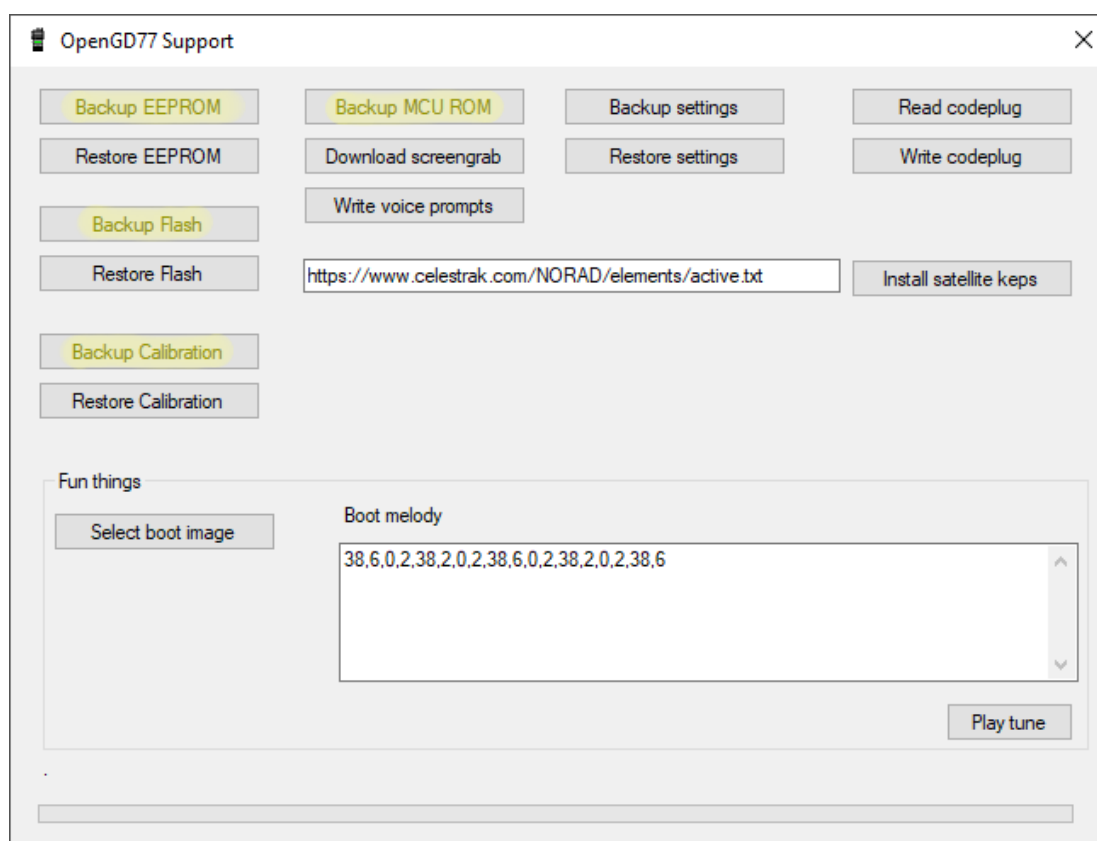 OpenGD77 Support
Backup EEPROM
Backup MCU ROM
Backup settings
Read codeplug
Restore EEPROM
Download screengrab
Restore settings
Write codeplug
Write voice prompts
Backup Flash
Restore Flash
https://www.celestrak.com/NORAD/elements/active.txt
Install satellite keps
Backup Calibration
Restore Calibration
Fun things
Select boot image
Boot melody
38,6,0,2,38,2,0,2,38,6,0,2,38,2,0,2,38,6
Play tune
.